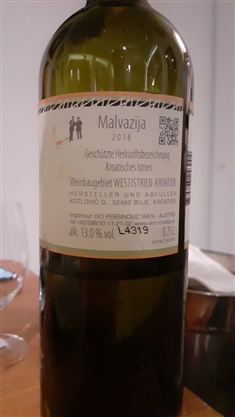 Malvazija
2018
Geschützte Herkunftsbezeichnung
Kroatisches Istrien
Weinbaugebiet WESTISTRIEN-KROATIEN
HERSTELLER UND ABFÜLLER
KOZLOVIĆ G., 52460 BUJE, KROATIEN
Importeur: IVO PERSINOVIC WIEN - AUSTRIA
alk. 13.0 % vol. L4319 0,75 L